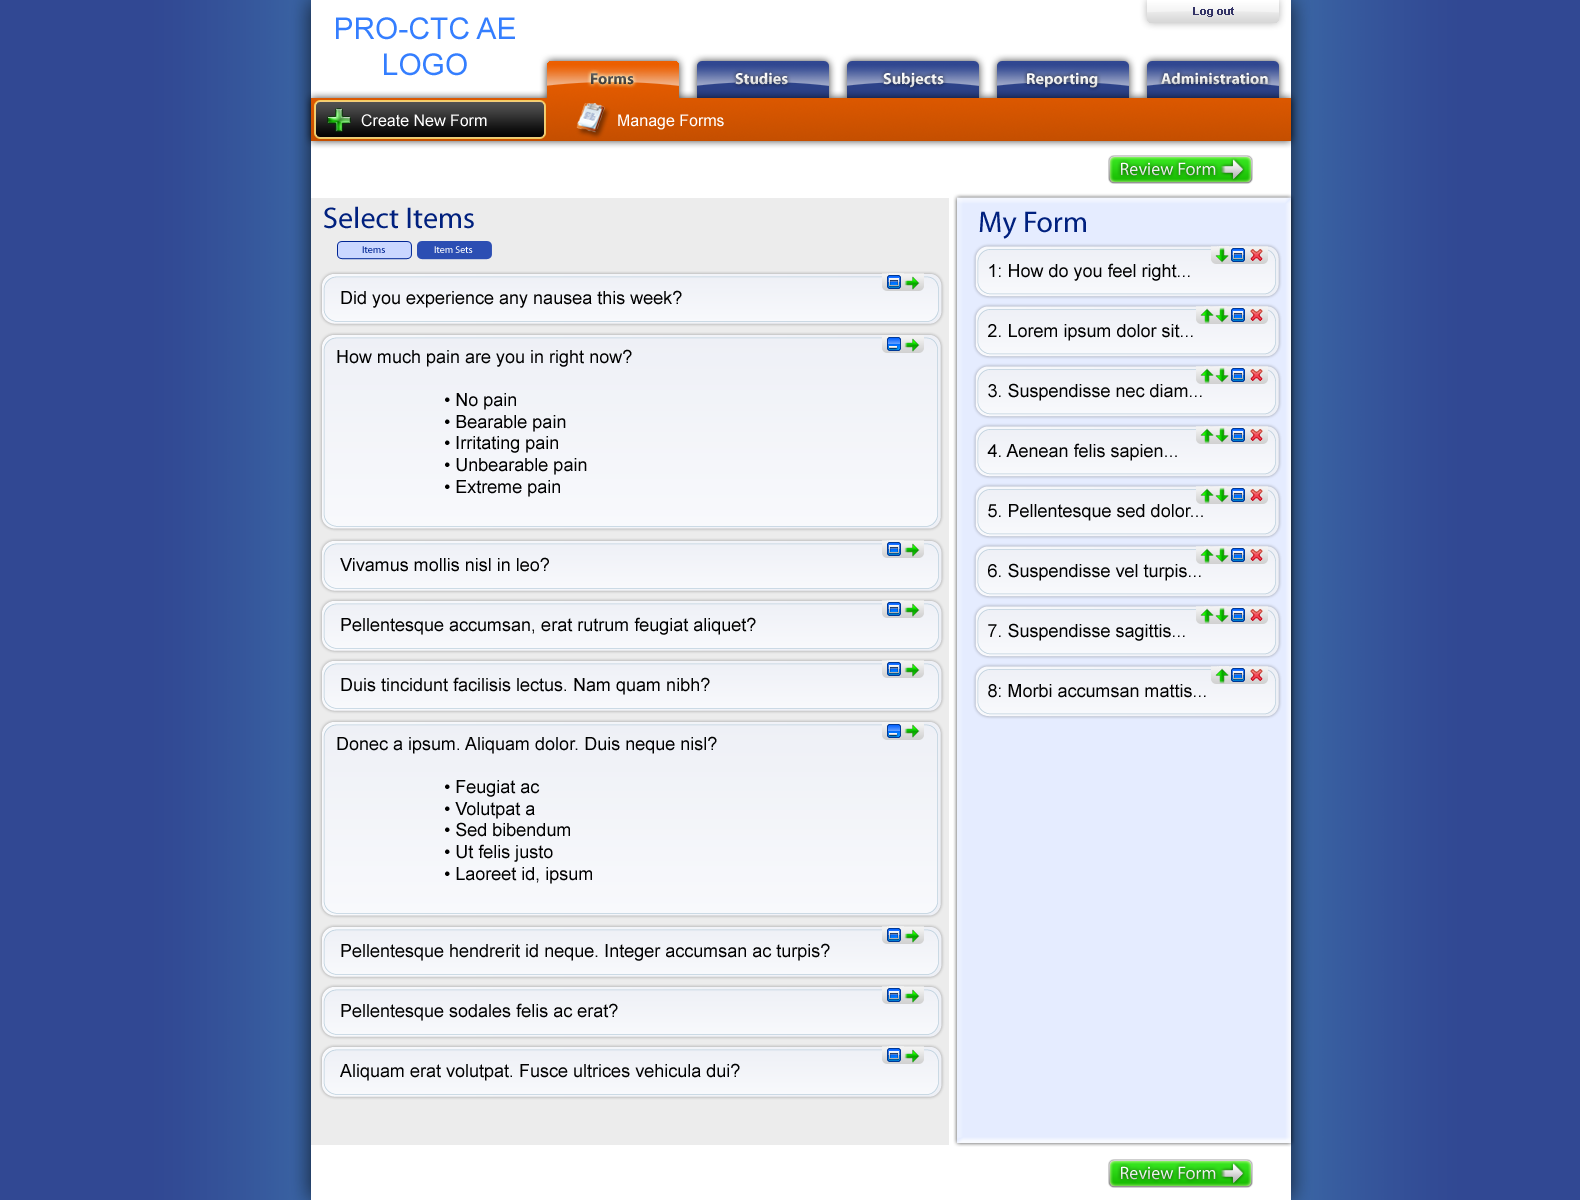 Log out
PRO-CTC AE
LOGO
Forms
Studies
Subjects
Reporting
Administration
Create New Form
Manage Forms
Review Form
Select Items
Items
Item Sets
Did you experience any nausea this week?
How much pain are you in right now?
• No pain
• Bearable pain
• Irritating pain
• Unbearable pain
• Extreme pain
Vivamus mollis nisl in leo?
Pellentesque accumsan, erat rutrum feugiat aliquet?
Duis tincidunt facilisis lectus. Nam quam nibh?
Donec a ipsum. Aliquam dolor. Duis neque nisl?
• Feugiat ac
• Volutpat a
• Sed bibendum
• Ut felis justo
• Laoreet id, ipsum
Pellentesque hendrerit id neque. Integer accumsan ac turpis?
Pellentesque sodales felis ac erat?
Aliquam erat volutpat. Fusce ultrices vehicula dui?
My Form
1: How do you feel right...
2. Lorem ipsum dolor sit...
3. Suspendisse nec diam...
4. Aenean felis sapien...
5. Pellentesque sed dolor...
6. Suspendisse vel turpis...
7. Suspendisse sagittis...
8: Morbi accumsan mattis...
Review Form